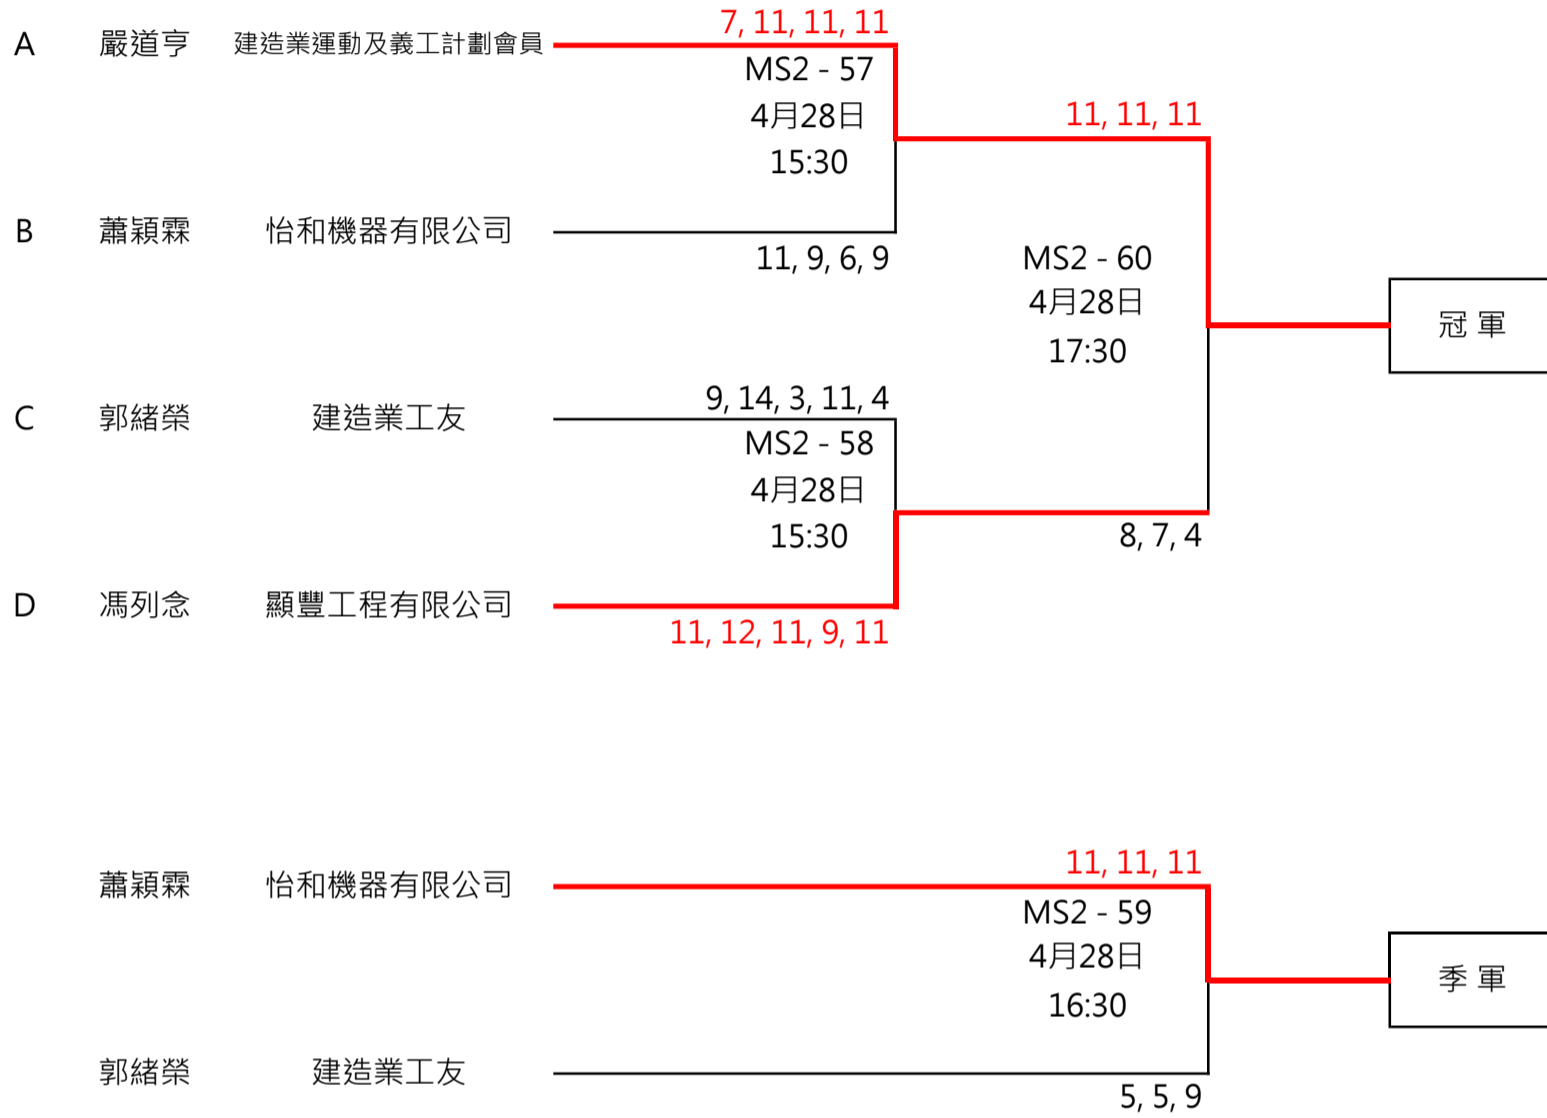 7, 11, 11, 11
A 嚴道亨 建造業運動及義工計劃會員
MS2 - 57
4月28日
15:30
11, 11, 11
B 蕭穎霖 怡和機器有限公司
11, 9, 6, 9
MS2 - 60
4月28日
17:30
冠 軍
9, 14, 3, 11, 4
C 郭緒榮 建造業工友
MS2 - 58
4月28日
15:30
8, 7, 4
D 馮列念 顯豐工程有限公司
11, 12, 11, 9, 11
11, 11, 11
蕭穎霖 怡和機器有限公司
MS2 - 59
4月28日
16:30
季 軍
郭緒榮 建造業工友
5, 5, 9